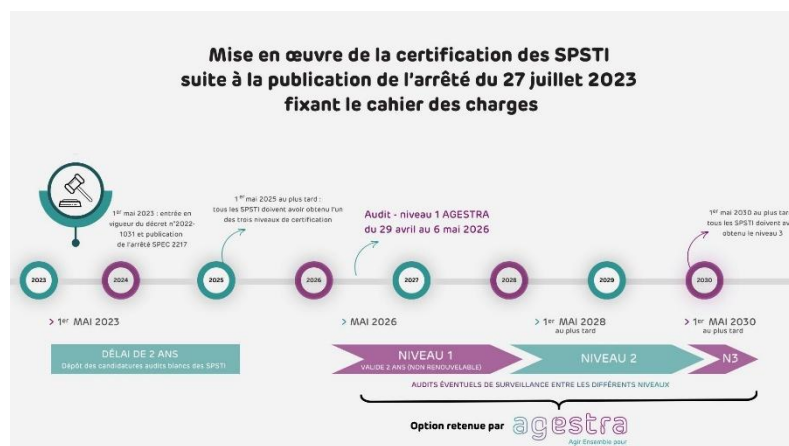 Mise en œuvre de la certification des SPSTI
suite à la publication de l'arrêté du 27 juillet 2023
fixant le cahier des charges
1er mai 2023 : entrée en
vigueur du décret n°2022-
1031 et publication
de l'arrêté SPEC 2217
1er mai 2025 au plus tard :
tous les SPSTI doivent avoir obtenu l'un
des trois niveaux de certification
Audit - niveau 1 AGESTRA
du 29 avril au 6 mai 2026
1er mai 2030 au plus tar
tous les SPSTI doivent av
obtenu le niveau 3
2023
2024
2025
2026
2027
2028
2029
2030
> 1er MAI 2023
> MAI 2026
> 1er MAI 2028
au plus tard
> 1er MAI 2030
au plus tard
DÉLAI DE 2 ANS
Dépôt des candidatures audits blancs des SPSTI
NIVEAU 1
VALIDE 2 ANS (NON RENOUVELABLE)
NIVEAU 2
N3
AUDITS ÉVENTUELS DE SURVEILLANCE ENTRE LES DIFFÉRENTS NIVEAUX
Option retenue par agestra
Agir Ensemble pour